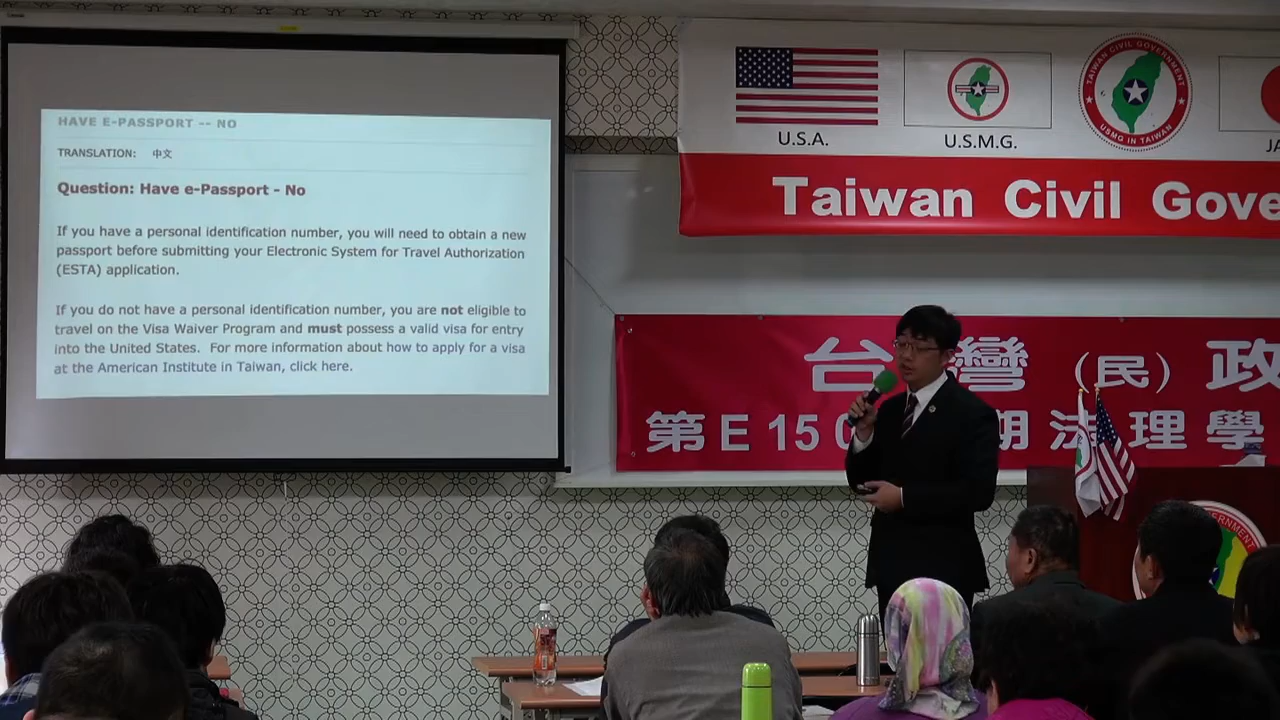 HAVE E-PASSPORT -- NO
TRANSLATION: 中文
Question: Have e-Passport - No
If you have a personal identification number, you will need to obtain a new
passport before submitting your Electronic System for Travel Authorization
(ESTA) application.
If you do not have a personal identification number, you are not eligible to
travel on the Visa Waiver Program and must possess a valid visa for entry
into the United States. For more information about how to apply for a visa
at the American Institute in Taiwan, click here.
TAIWAN CIVIL GOVERNMENT
USMG IN TAIWAN
U.S.A.
U.S.M.G.
JA
Taiwan Civil Gove
台灣(民)政
第E150 期法理學